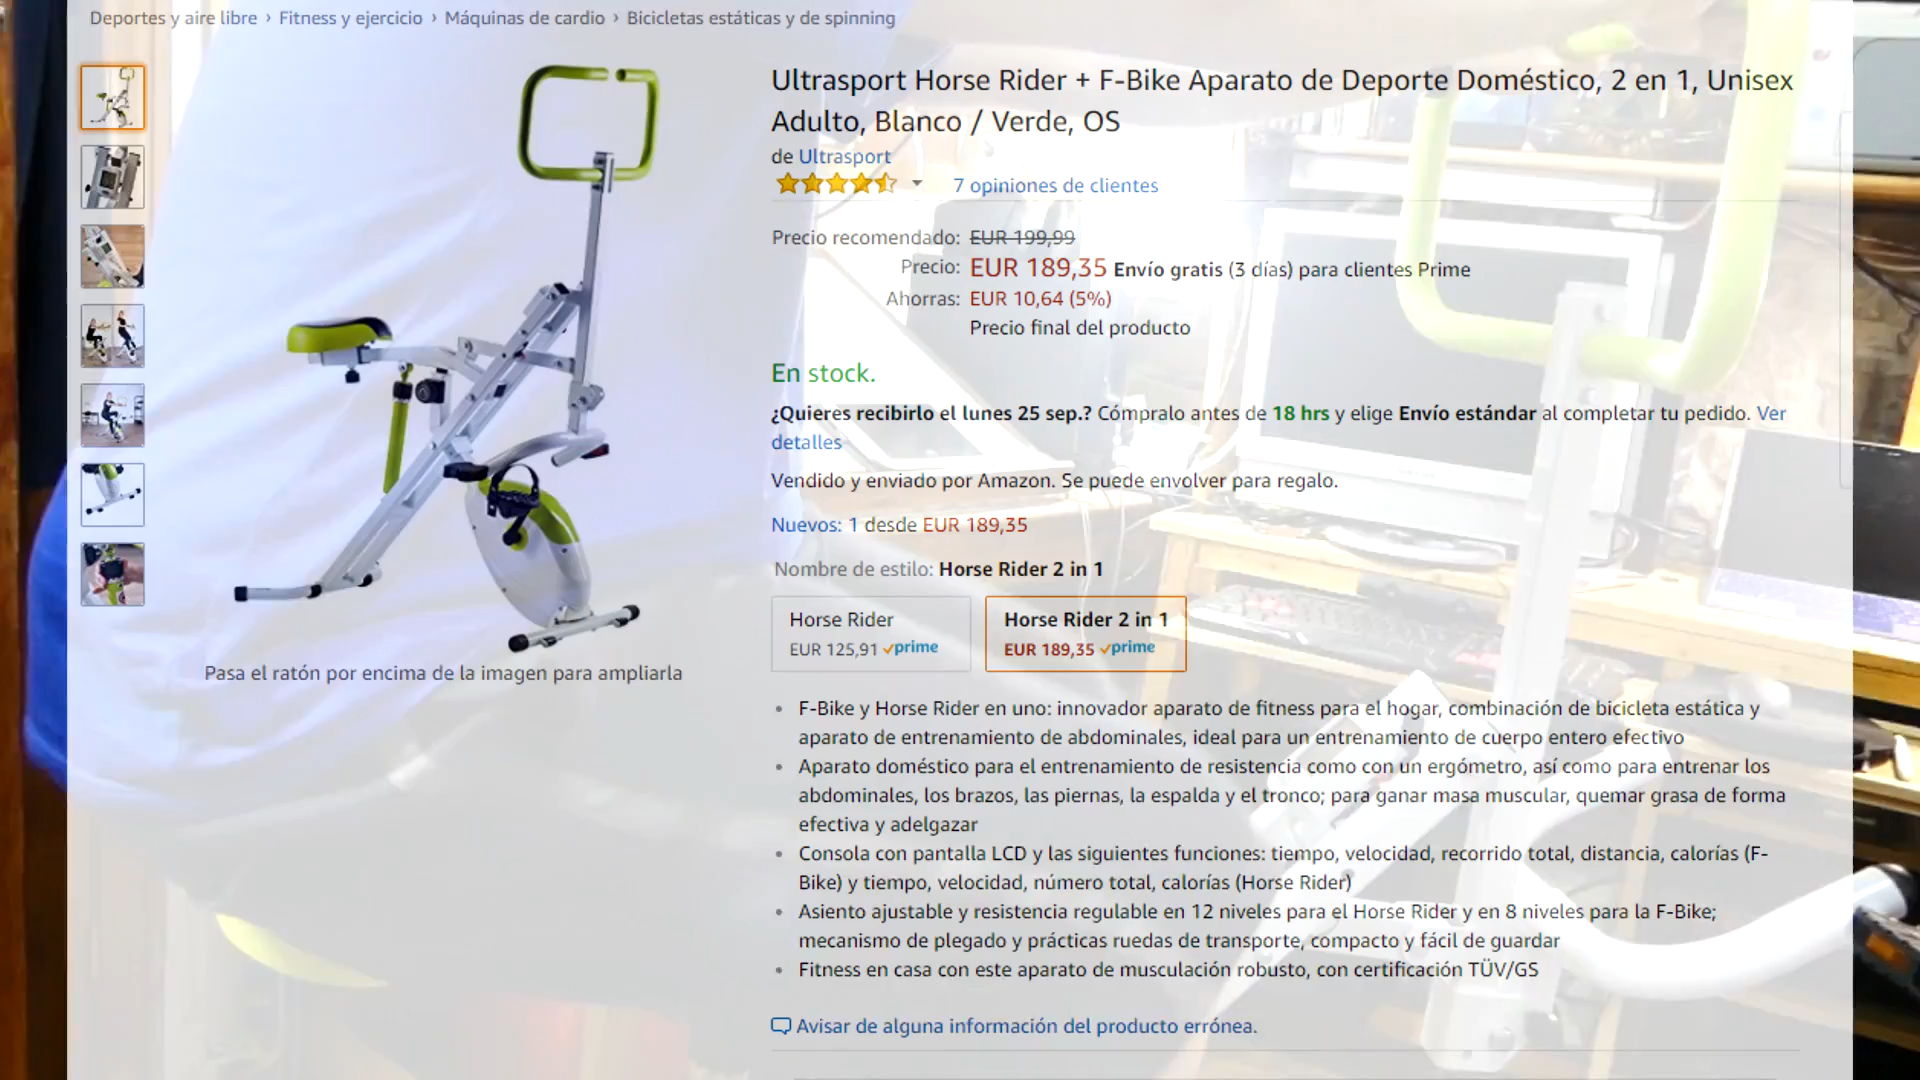 Deportes y aire libre › Fitness y ejercicio › Máquinas de cardio › Bicicletas estáticas y de spinning
Ultrasport Horse Rider + F-Bike Aparato de Deporte Doméstico, 2 en 1, Unisex
Adulto, Blanco / Verde, OS
de Ultrasport
7 opiniones de clientes
Precio recomendado: EUR 199,99
Precio: EUR 189,35 Envío gratis (3 días) para clientes Prime
Ahorras: EUR 10,64 (5%)
Precio final del producto
En stock.
¿Quieres recibirlo el lunes 25 sep.? Cómpralo antes de 18 hrs y elige Envío estándar al completar tu pedido. Ver
detalles
Vendido y enviado por Amazon. Se puede envolver para regalo.
Nuevos: 1 desde EUR 189,35
Nombre de estilo: Horse Rider 2 in 1
Horse Rider
EUR 125,91 prime
Horse Rider 2 in 1
EUR 189,35 prime
Pasa el ratón por encima de la imagen para ampliarla
• F-Bike y Horse Rider en uno: innovador aparato de fitness para el hogar, combinación de bicicleta estática y
aparato de entrenamiento de abdominales, ideal para un entrenamiento de cuerpo entero efectivo
• Aparato doméstico para el entrenamiento de resistencia como con un ergómetro, así como para entrenar los
abdominales, los brazos, las piernas, la espalda y el tronco; para ganar masa muscular, quemar grasa de forma
efectiva y adelgazar
• Consola con pantalla LCD y las siguientes funciones: tiempo, velocidad, recorrido total, distancia, calorías (F-
Bike) y tiempo, velocidad, número total, calorías (Horse Rider)
• Asiento ajustable y resistencia regulable en 12 niveles para el Horse Rider y en 8 niveles para la F-Bike;
mecanismo de plegado y prácticas ruedas de transporte, compacto y fácil de guardar
• Fitness en casa con este aparato de musculación robusto, con certificación TÜV/GS
Avisar de alguna información del producto errónea.